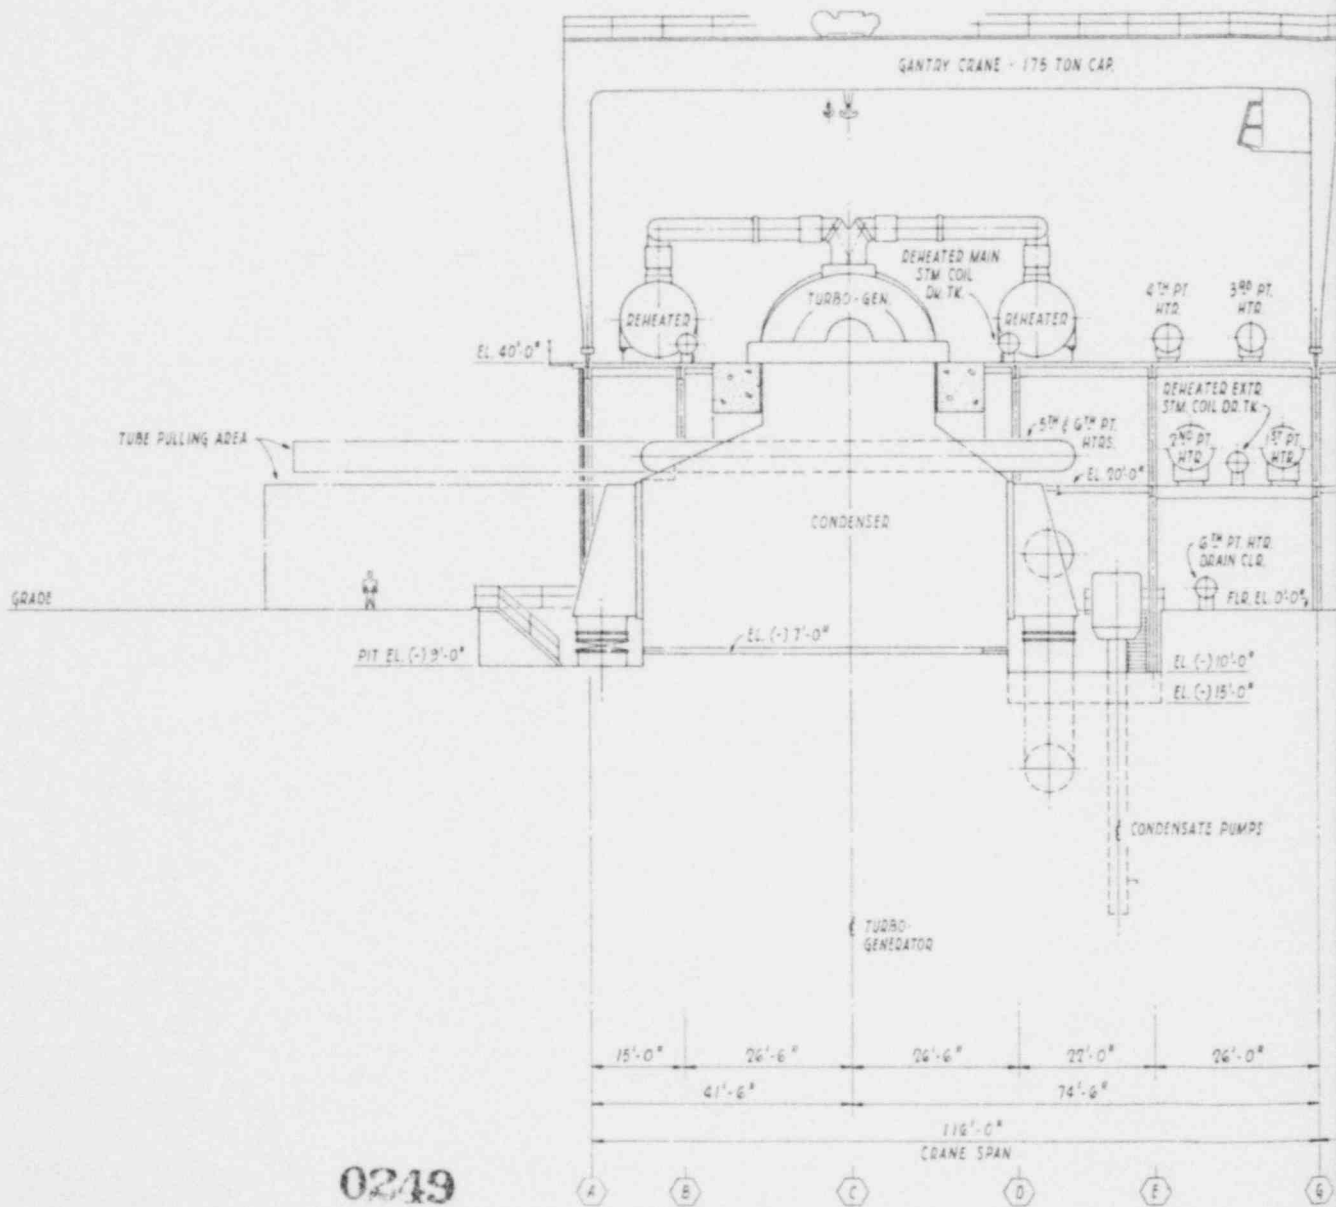 GANTRY CRANE - 175 TON CAP.
REHEATER MAIN
STM. COIL
DR. TK.
TURBO-GEN.
REHEATER
REHEATER
4TH PT.
HTR.
3RD PT.
HTR.
EL. 40'-0"
REHEATER EXTR.
STM. COIL DR. TK.
5TH & 6TH PT.
HTRS.
2ND PT.
HTR.
1ST PT.
HTR.
TUBE PULLING AREA
EL. 20'-0"
CONDENSER
6TH PT. HTR.
DRAIN CLR.
GRADE
FLR. EL. 0'-0"
EL. (-) 7'-0"
PIT EL. (-) 9'-0"
EL. (-) 10'-0"
EL. (-) 15'-0"
CONDENSATE PUMPS
TURBO-
GENERATOR
15'-0" 26'-6" 26'-6" 22'-0" 26'-0"
41'-6" 74'-6"
116'-0"
CRANE SPAN
0249
A B C D E G